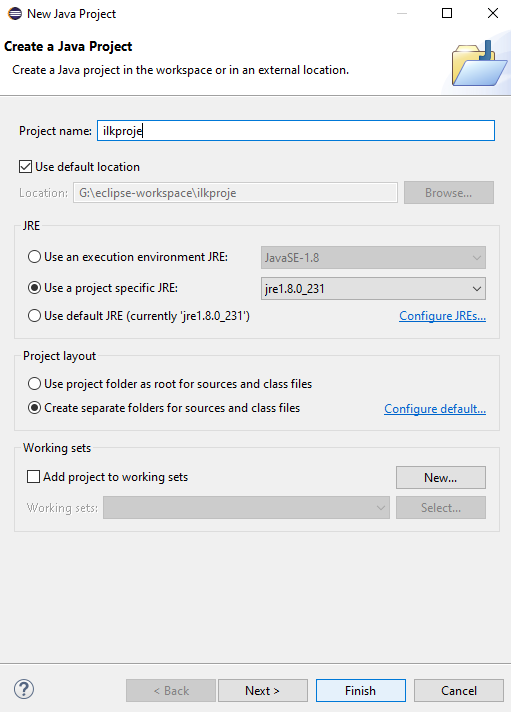 New Java Project
Create a Java Project
Create a Java project in the workspace or in an external location.
Project name: ilkproje
Use default location
Location: G:\eclipse-workspace\ilkproje Browse...
JRE
Use an execution environment JRE: JavaSE-1.8
Use a project specific JRE: jre1.8.0_231
Use default JRE (currently 'jre1.8.0_231') Configure JREs...
Project layout
Use project folder as root for sources and class files
Create separate folders for sources and class files Configure default...
Working sets
Add project to working sets New...
Working sets: Select...
? < Back Next > Finish Cancel